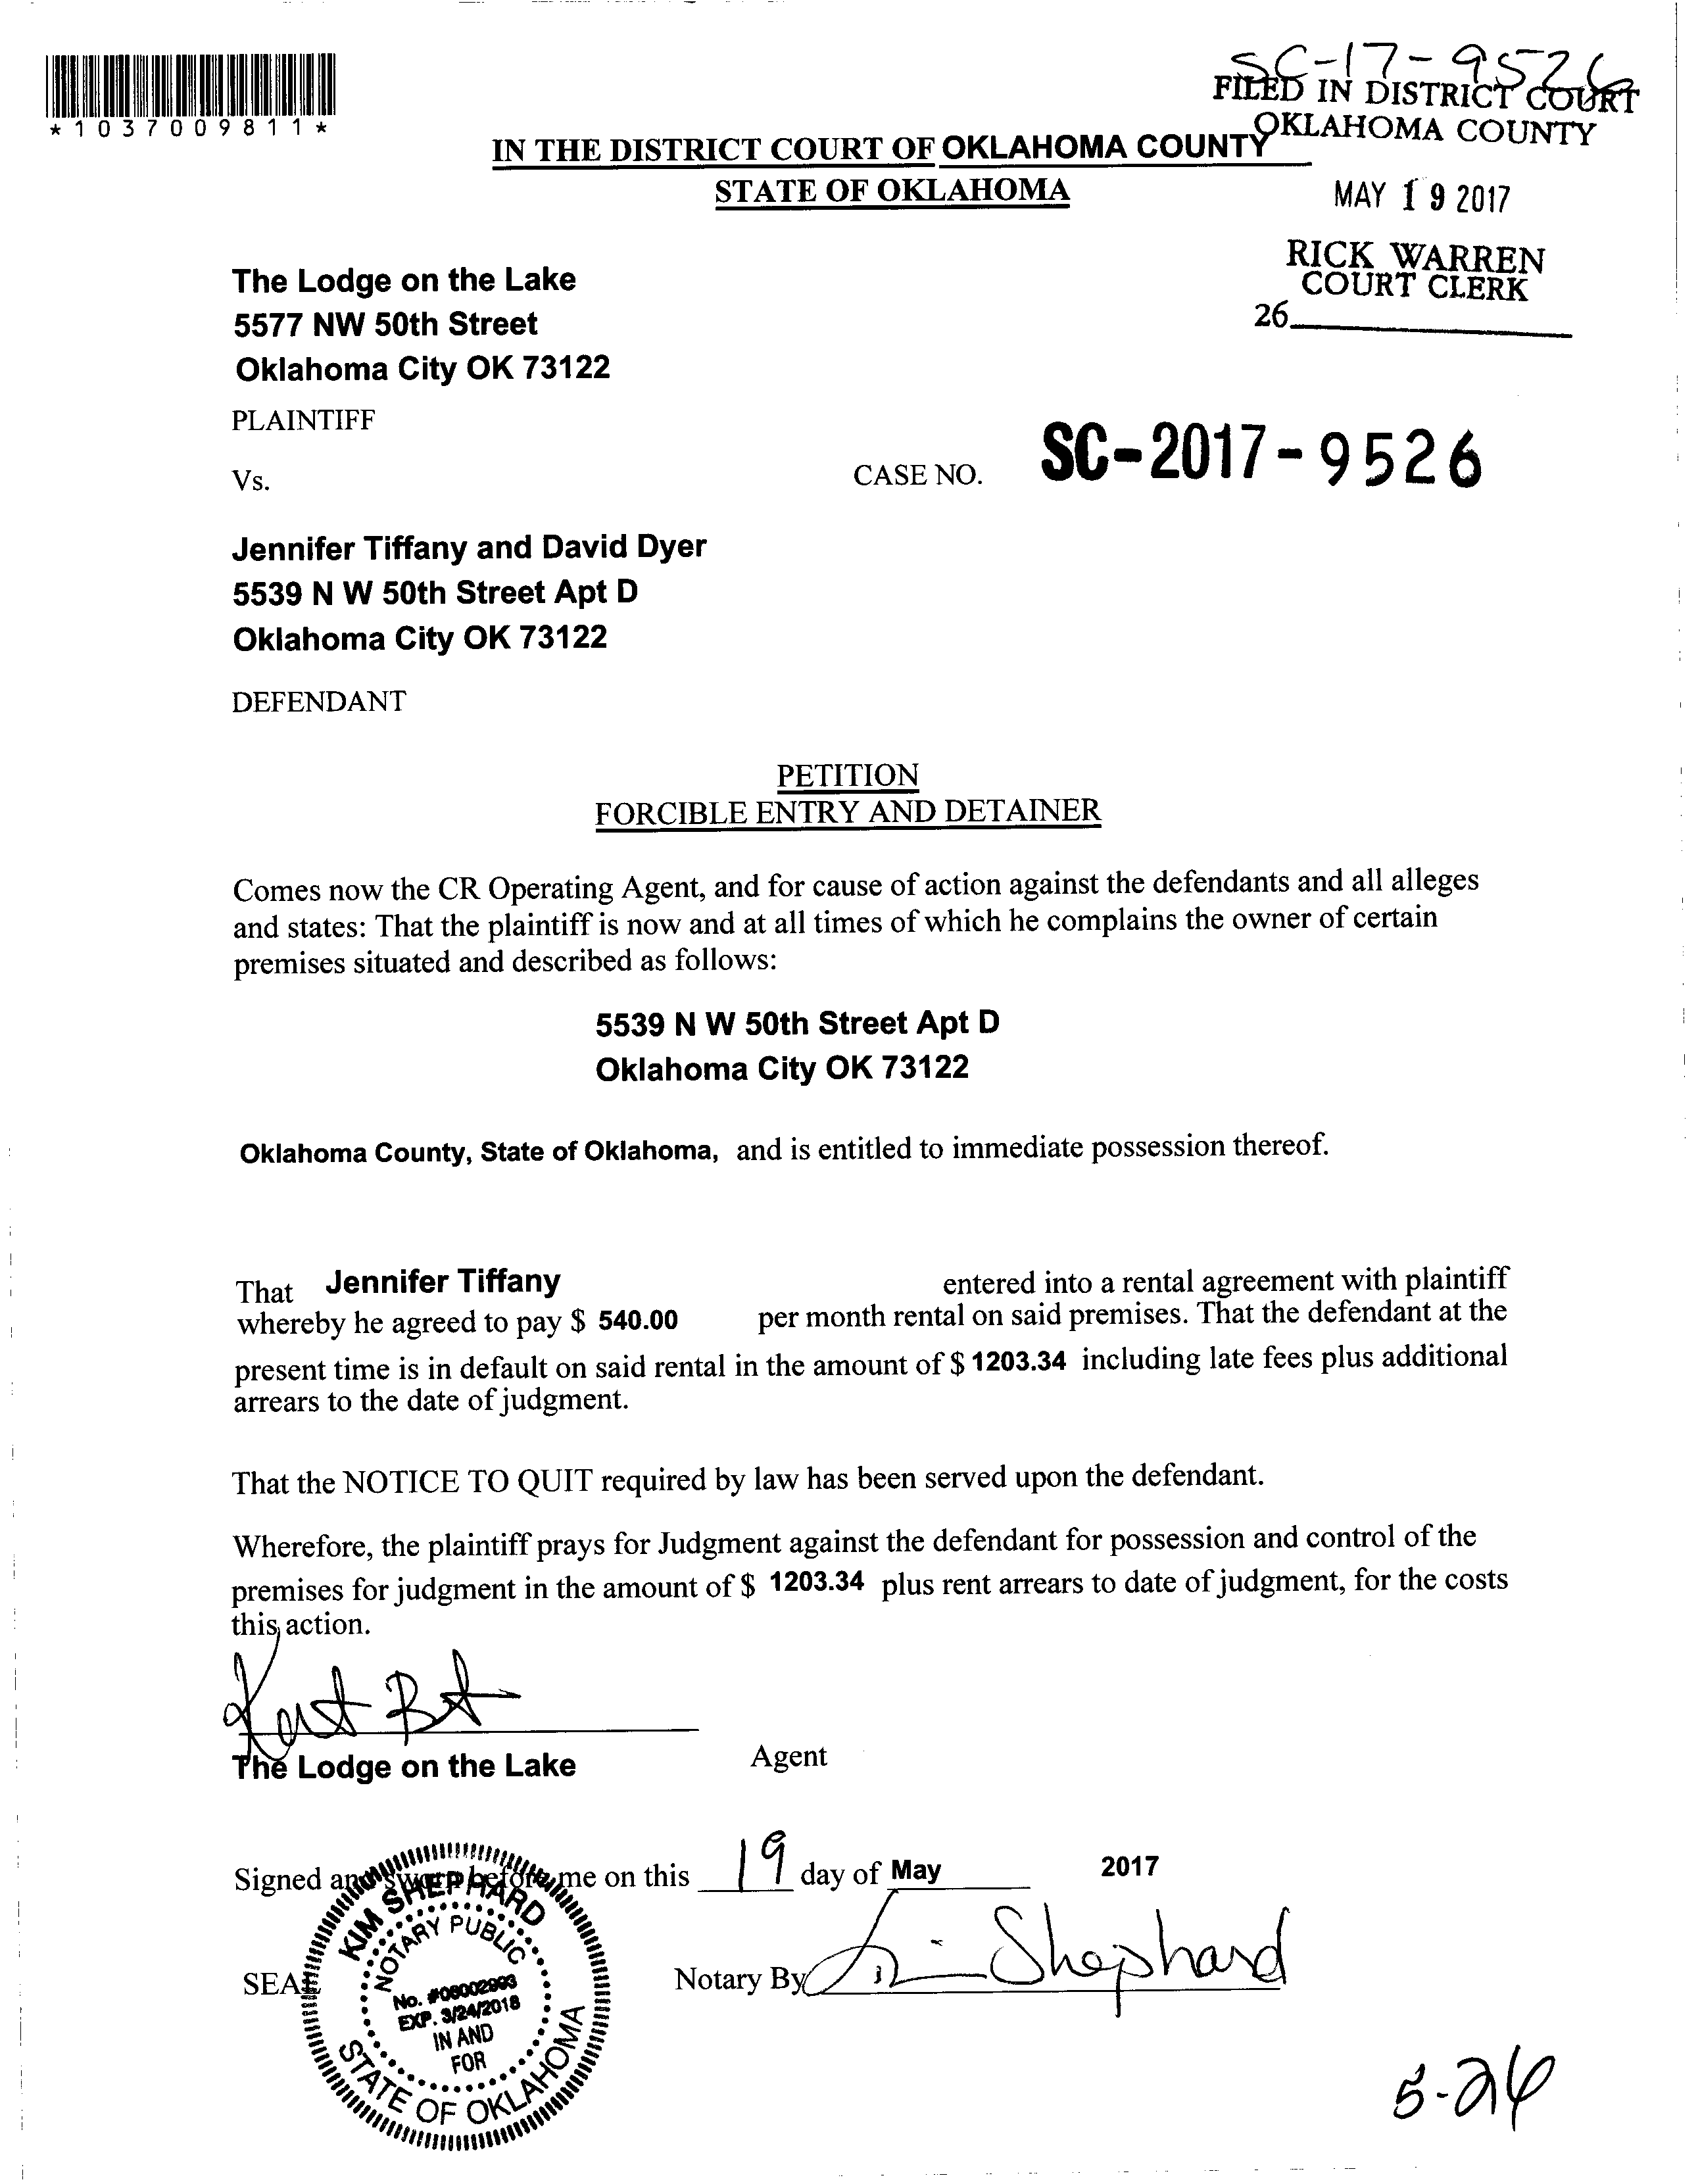 SC-17-9526
FILED IN DISTRICT COURT
OKLAHOMA COUNTY
*1037009811*
IN THE DISTRICT COURT OF OKLAHOMA COUNTY
STATE OF OKLAHOMA
MAY 19 2017
RICK WARREN
COURT CLERK
26
The Lodge on the Lake
5577 NW 50th Street
Oklahoma City OK 73122
PLAINTIFF
Vs.
CASE NO. SC-2017-9526
Jennifer Tiffany and David Dyer
5539 N W 50th Street Apt D
Oklahoma City OK 73122
DEFENDANT
PETITION
FORCIBLE ENTRY AND DETAINER
Comes now the CR Operating Agent, and for cause of action against the defendants and all alleges
and states: That the plaintiff is now and at all times of which he complains the owner of certain
premises situated and described as follows:
5539 N W 50th Street Apt D
Oklahoma City OK 73122
Oklahoma County, State of Oklahoma, and is entitled to immediate possession thereof.
That Jennifer Tiffany entered into a rental agreement with plaintiff
whereby he agreed to pay $ 540.00 per month rental on said premises. That the defendant at the
present time is in default on said rental in the amount of $ 1203.34 including late fees plus additional
arrears to the date of judgment.
That the NOTICE TO QUIT required by law has been served upon the defendant.
Wherefore, the plaintiff prays for Judgment against the defendant for possession and control of the
premises for judgment in the amount of $ 1203.34 plus rent arrears to date of judgment, for the costs
this action.
The Lodge on the Lake Agent
Signed and sworn before me on this 19 day of May 2017
KIM SHEPHARD
NOTARY PUBLIC
No. #06002993
EXP. 3/24/2018
IN AND
FOR
STATE OF OKLAHOMA
SEAL
Notary By Shephard
5-24